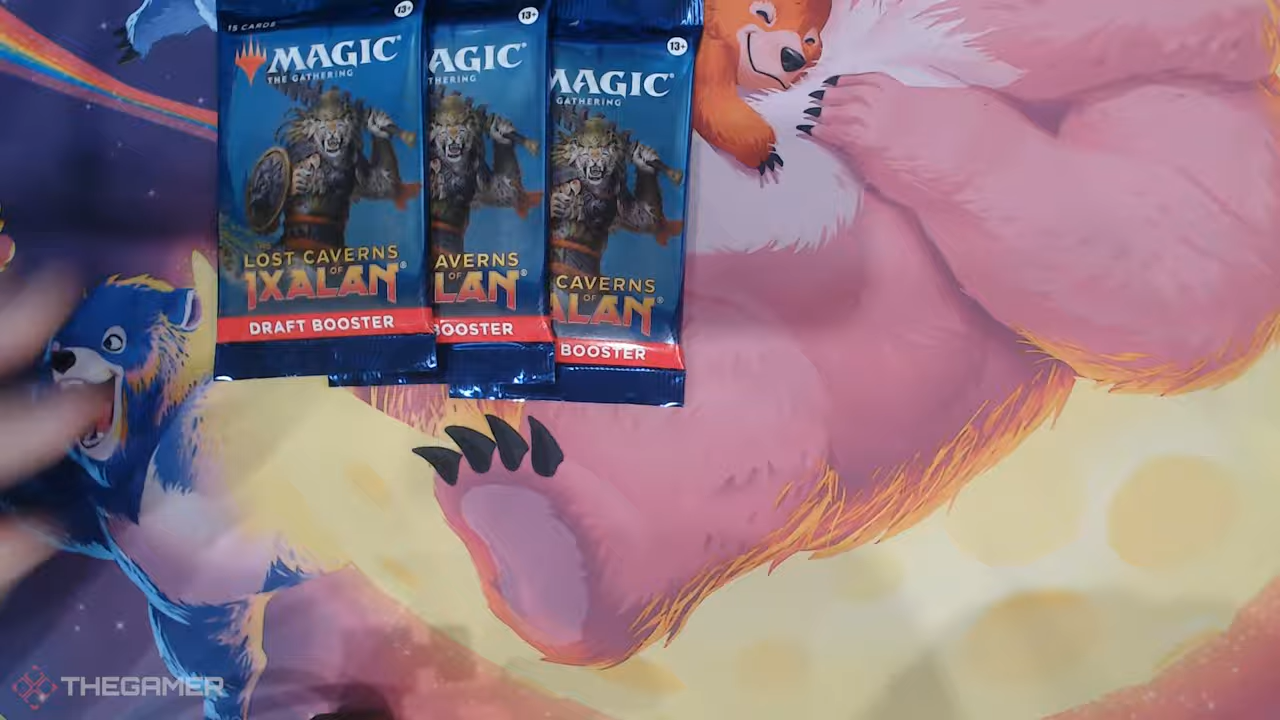 15 CARDS
13+
MAGIC
THE GATHERING
THE
LOST CAVERNS
OF
IXALAN®
DRAFT BOOSTER
13+
AGIC®
THERING
AVERNS
OF
LAN®
BOOSTER
13+
MAGIC®
GATHERING
CAVERNS
OF
ALAN®
BOOSTER
THEGAMER